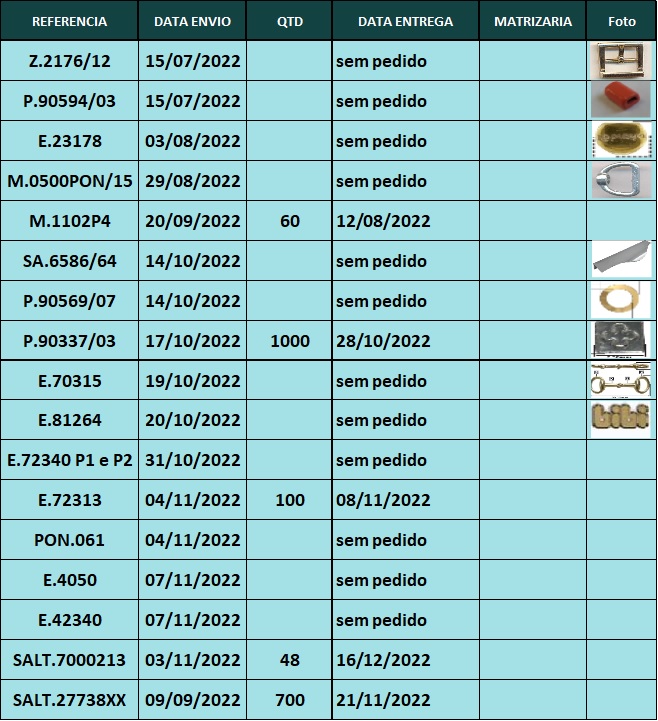 REFERENCIA DATA ENVIO QTD DATA ENTREGA MATRIZARIA Foto
Z.2176/12 15/07/2022 sem pedido
P.90594/03 15/07/2022 sem pedido
E.23178 03/08/2022 sem pedido
M.0500PON/15 29/08/2022 sem pedido
M.1102P4 20/09/2022 60 12/08/2022
SA.6586/64 14/10/2022 sem pedido
P.90569/07 14/10/2022 sem pedido
P.90337/03 17/10/2022 1000 28/10/2022
E.70315 19/10/2022 sem pedido
E.81264 20/10/2022 sem pedido bibi
E.72340 P1 e P2 31/10/2022 sem pedido
E.72313 04/11/2022 100 08/11/2022
PON.061 04/11/2022 sem pedido
E.4050 07/11/2022 sem pedido
E.42340 07/11/2022 sem pedido
SALT.7000213 03/11/2022 48 16/12/2022
SALT.27738XX 09/09/2022 700 21/11/2022